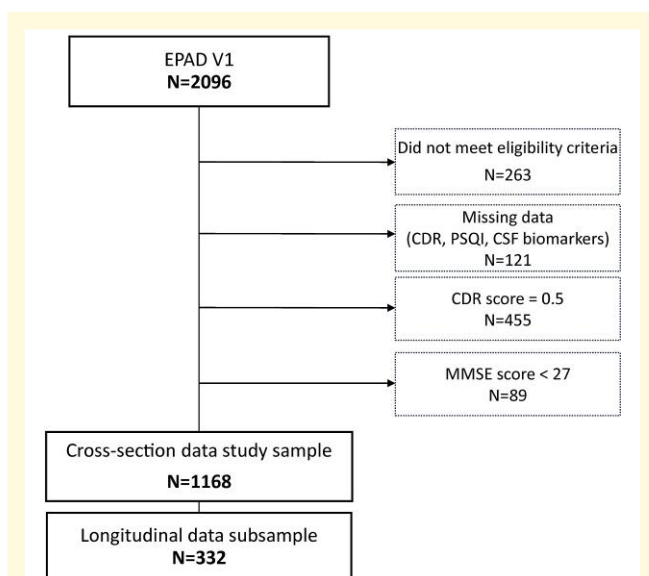 EPAD V1
N=2096
Did not meet eligibility criteria
N=263
Missing data
(CDR, PSQI, CSF biomarkers)
N=121
CDR score = 0.5
N=455
MMSE score < 27
N=89
Cross-section data study sample
N=1168
Longitudinal data subsample
N=332